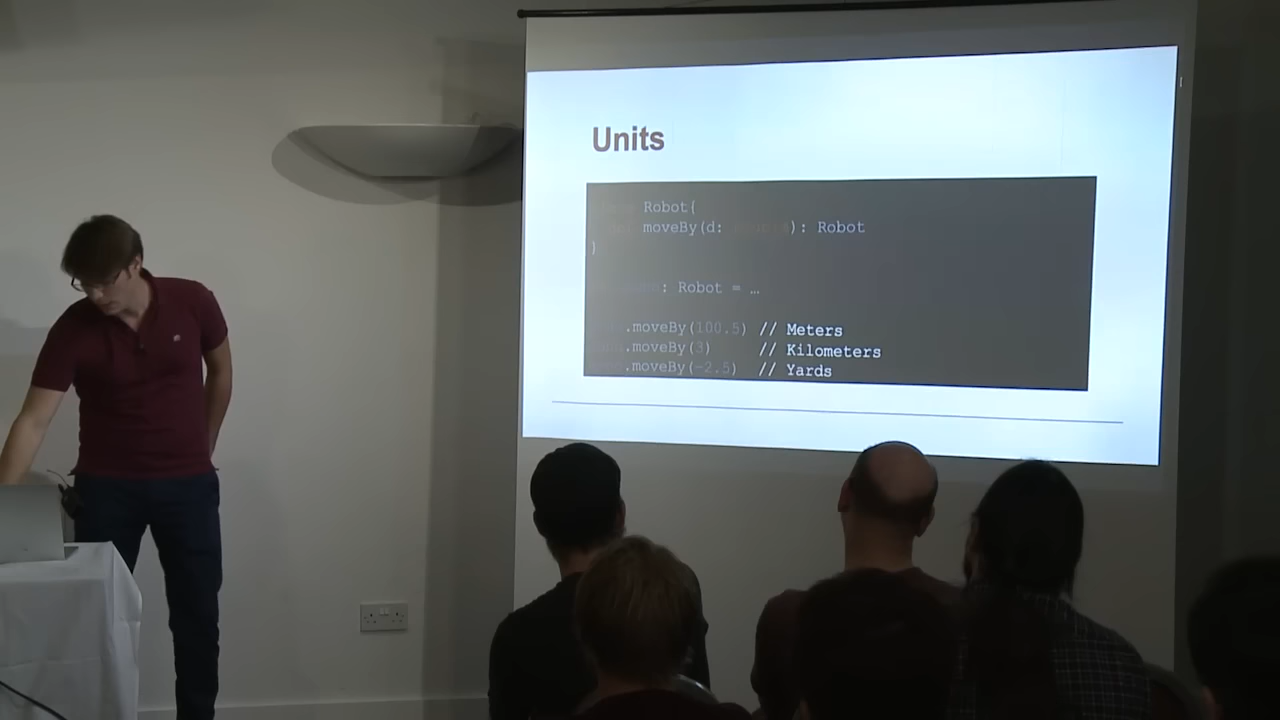 Units
Robot{
moveBy(d: ): Robot
}
: Robot = …
.moveBy(100.5) // Meters
.moveBy(3) // Kilometers
.moveBy(-2.5) // Yards